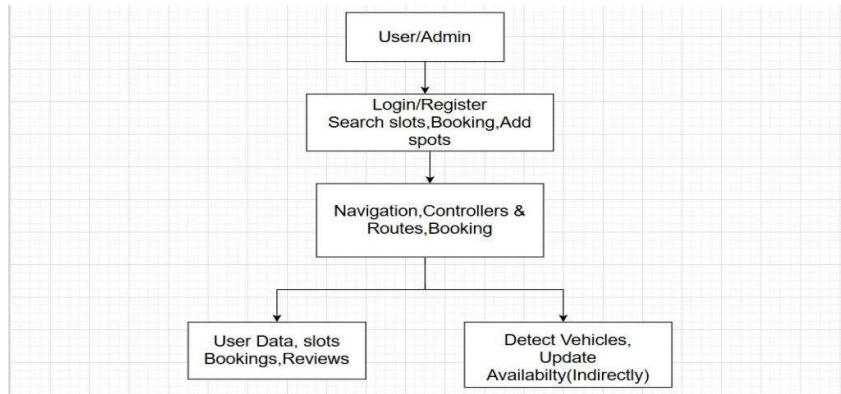 User/Admin
Login/Register
Search slots,Booking,Add
spots
Navigation,Controllers &
Routes,Booking
User Data, slots
Bookings,Reviews
Detect Vehicles,
Update
Availabilty(Indirectly)